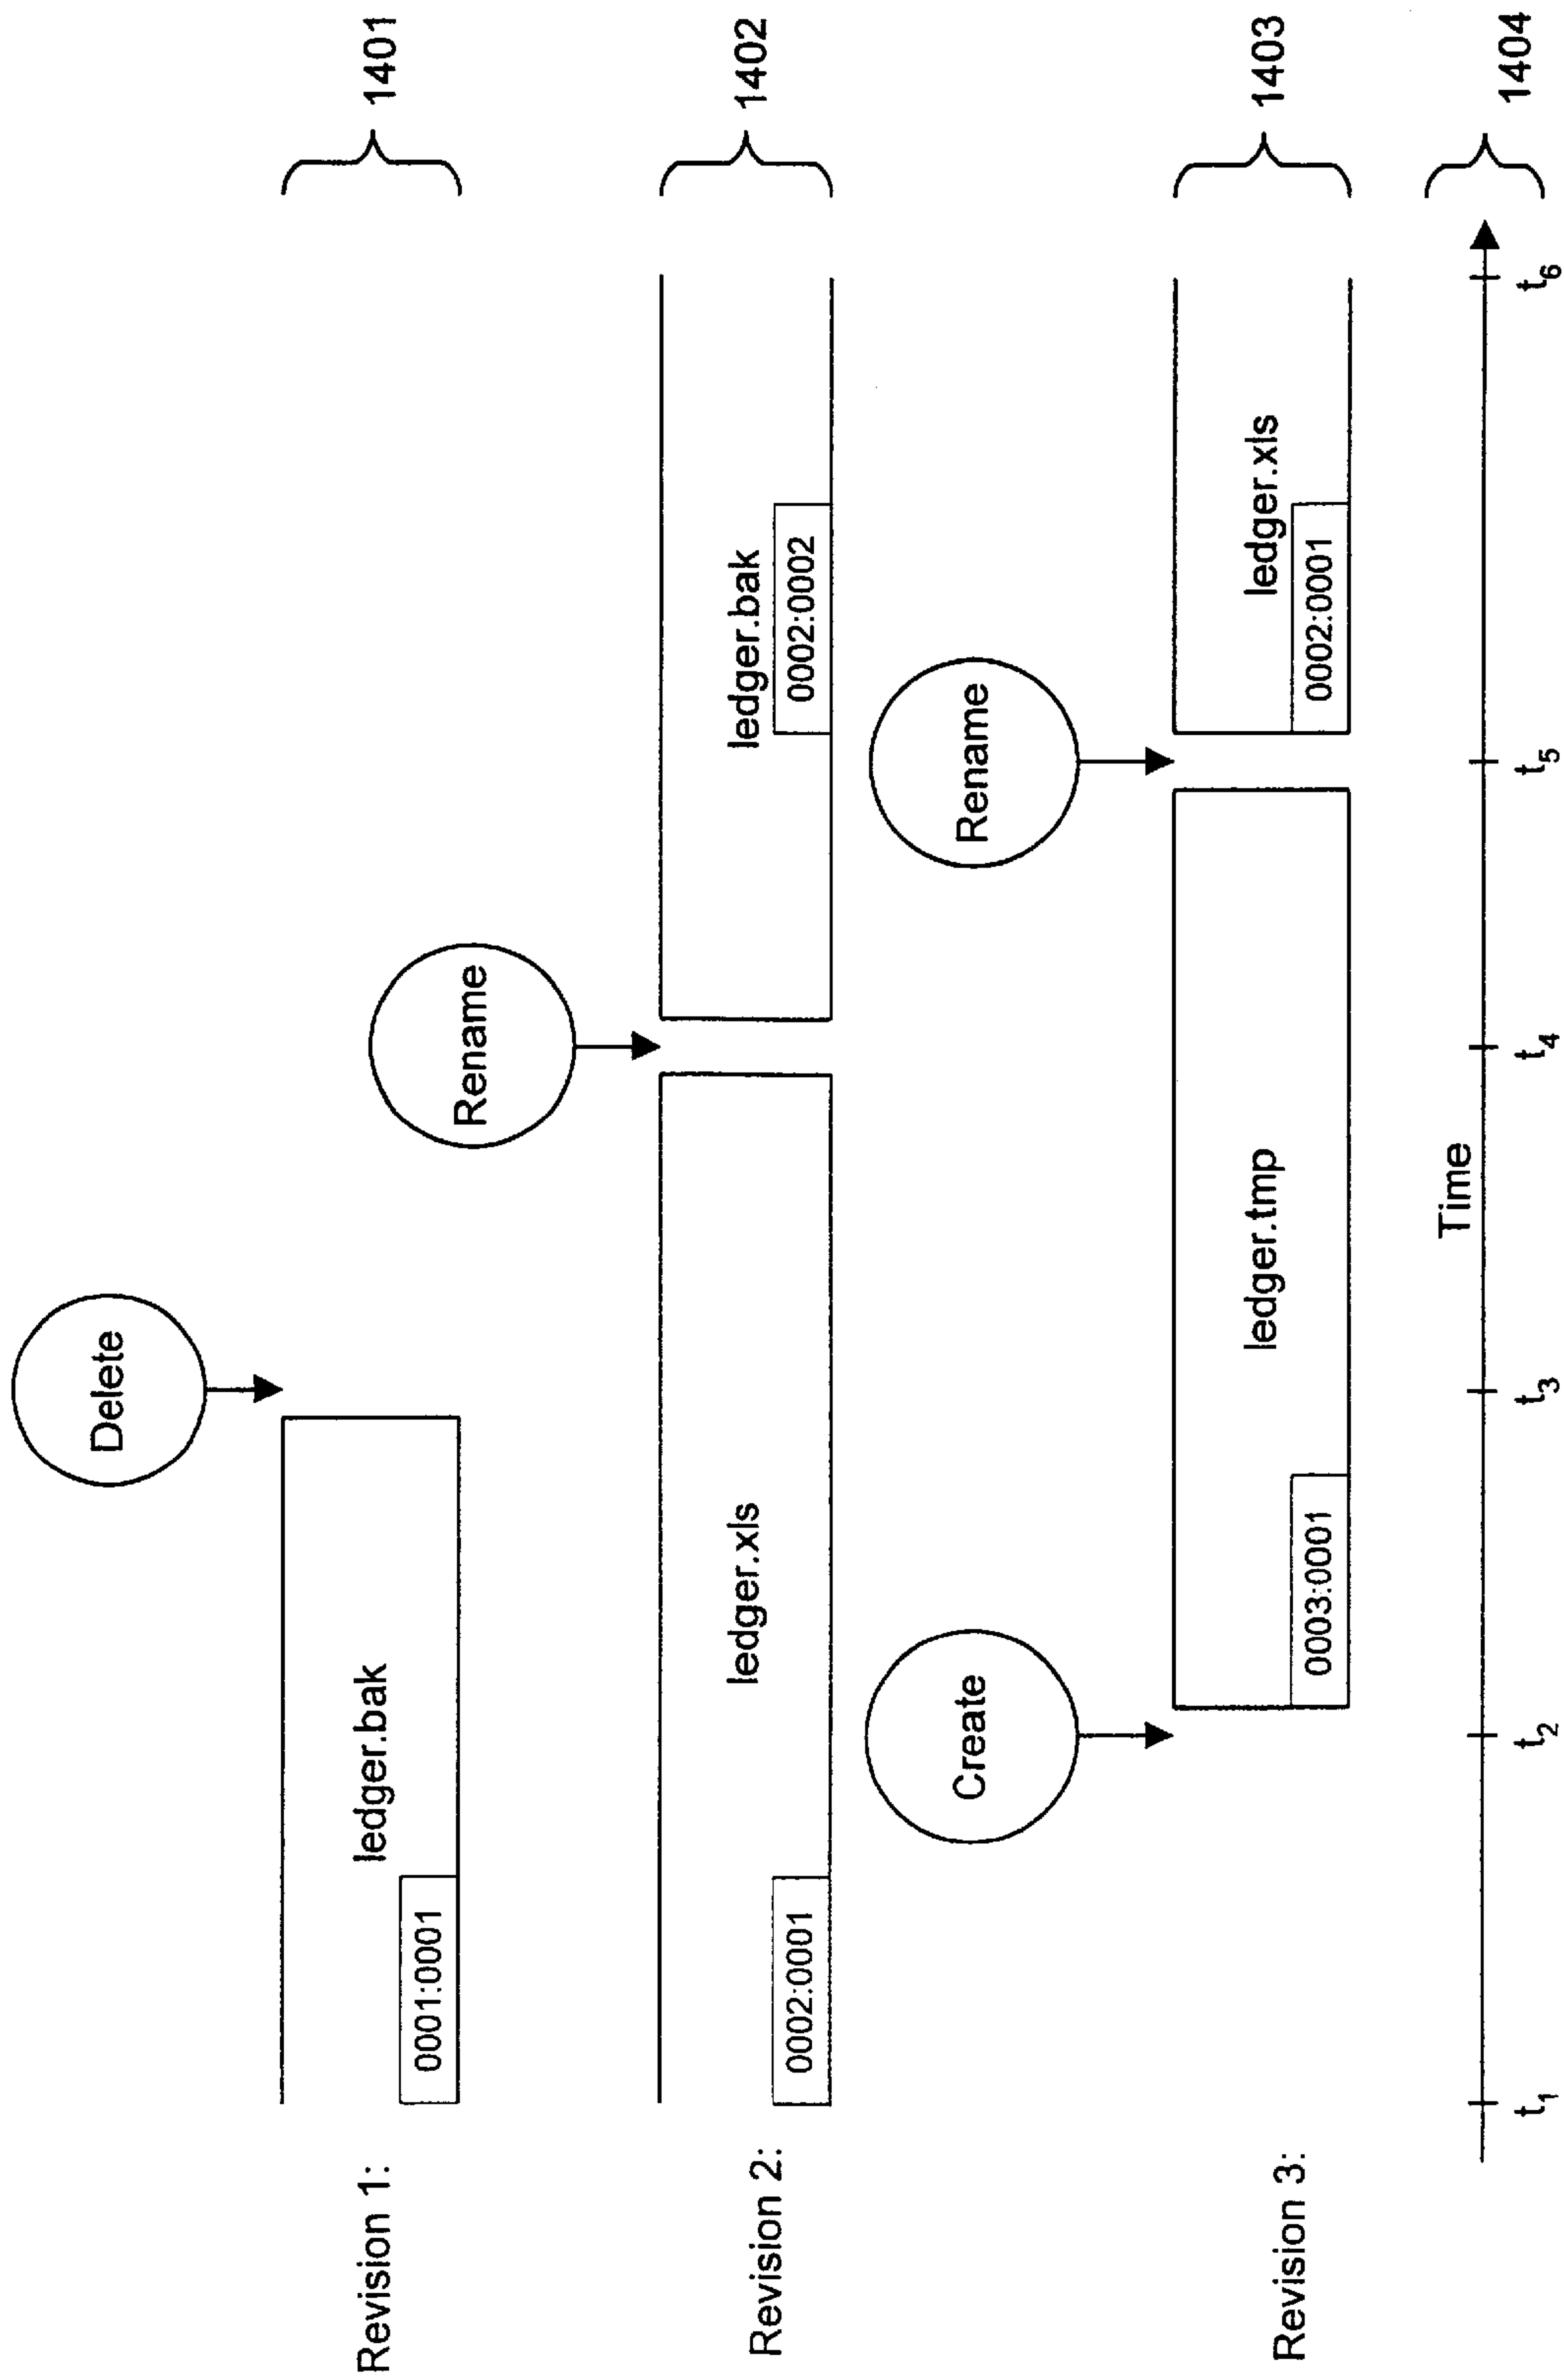 Delete
Revision 1:
ledger.bak
0001:0001
1401
Rename
Revision 2:
ledger.xls
ledger.bak
0002:0001
0002:0002
1402
Create
Rename
Revision 3:
ledger.tmp
ledger.xls
0003:0001
0002:0001
1403
Time
t1
t2
t3
t4
t5
t6
1404